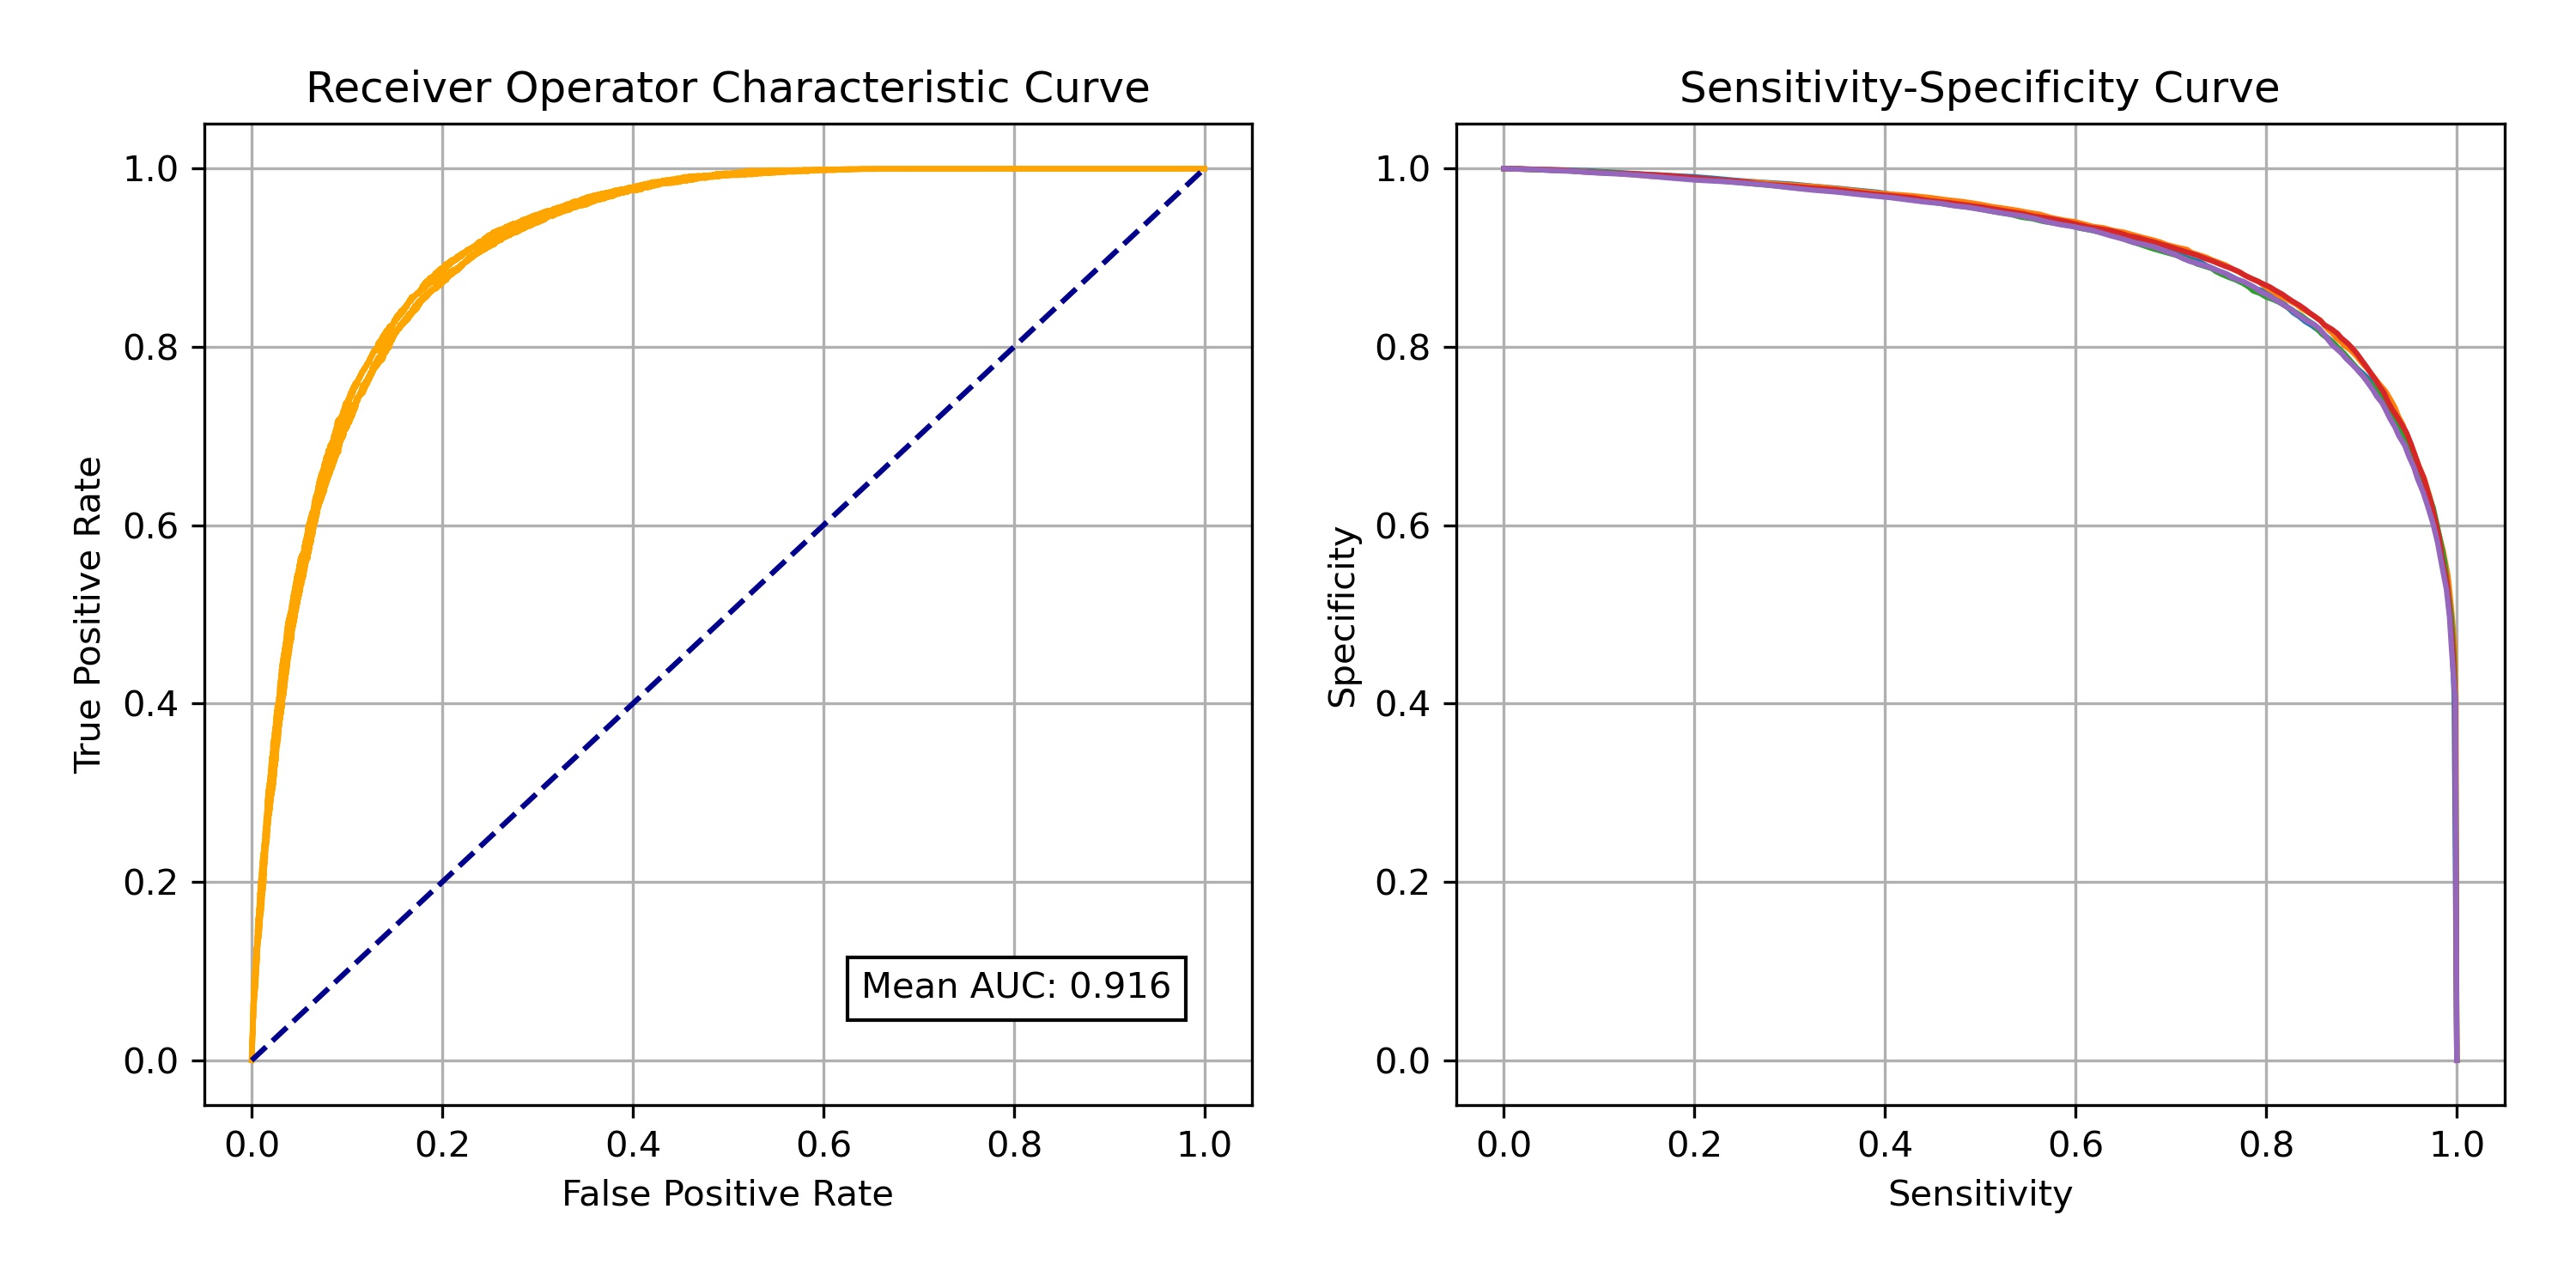 Receiver Operator Characteristic Curve
True Positive Rate
1.0
0.8
0.6
0.4
0.2
0.0
Mean AUC: 0.916
0.0 0.2 0.4 0.6 0.8 1.0
False Positive Rate
Sensitivity-Specificity Curve
Specificity
1.0
0.8
0.6
0.4
0.2
0.0
0.0 0.2 0.4 0.6 0.8 1.0
Sensitivity